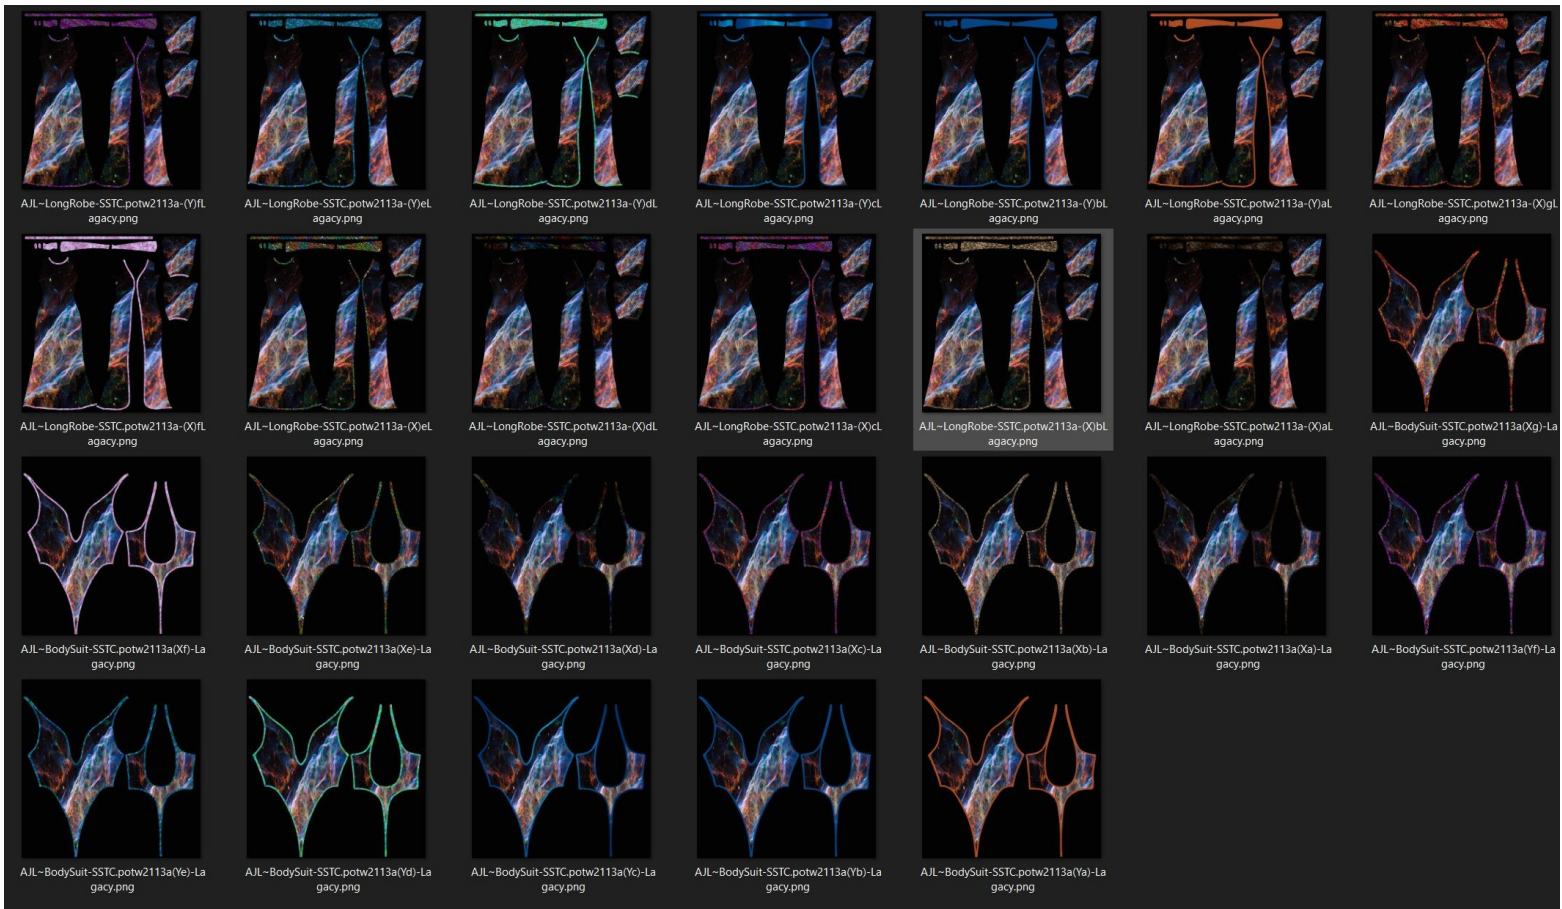 AJL~LongRobe-SSTC.potw2113a-(Y)fL
agacy.png
AJL~LongRobe-SSTC.potw2113a-(Y)eL
agacy.png
AJL~LongRobe-SSTC.potw2113a-(Y)dL
agacy.png
AJL~LongRobe-SSTC.potw2113a-(Y)cL
agacy.png
AJL~LongRobe-SSTC.potw2113a-(Y)bL
agacy.png
AJL~LongRobe-SSTC.potw2113a-(Y)aL
agacy.png
AJL~LongRobe-SSTC.potw2113a-(X)gL
agacy.png
AJL~LongRobe-SSTC.potw2113a-(X)fL
agacy.png
AJL~LongRobe-SSTC.potw2113a-(X)eL
agacy.png
AJL~LongRobe-SSTC.potw2113a-(X)dL
agacy.png
AJL~LongRobe-SSTC.potw2113a-(X)cL
agacy.png
AJL~LongRobe-SSTC.potw2113a-(X)bL
agacy.png
AJL~LongRobe-SSTC.potw2113a-(X)aL
agacy.png
AJL~BodySuit-SSTC.potw2113a(Xg)-La
gacy.png
AJL~BodySuit-SSTC.potw2113a(Xf)-La
gacy.png
AJL~BodySuit-SSTC.potw2113a(Xe)-La
gacy.png
AJL~BodySuit-SSTC.potw2113a(Xd)-La
gacy.png
AJL~BodySuit-SSTC.potw2113a(Xc)-La
gacy.png
AJL~BodySuit-SSTC.potw2113a(Xb)-La
gacy.png
AJL~BodySuit-SSTC.potw2113a(Xa)-La
gacy.png
AJL~BodySuit-SSTC.potw2113a(Yf)-La
gacy.png
AJL~BodySuit-SSTC.potw2113a(Ye)-La
gacy.png
AJL~BodySuit-SSTC.potw2113a(Yd)-La
gacy.png
AJL~BodySuit-SSTC.potw2113a(Yc)-La
gacy.png
AJL~BodySuit-SSTC.potw2113a(Yb)-La
gacy.png
AJL~BodySuit-SSTC.potw2113a(Ya)-La
gacy.png